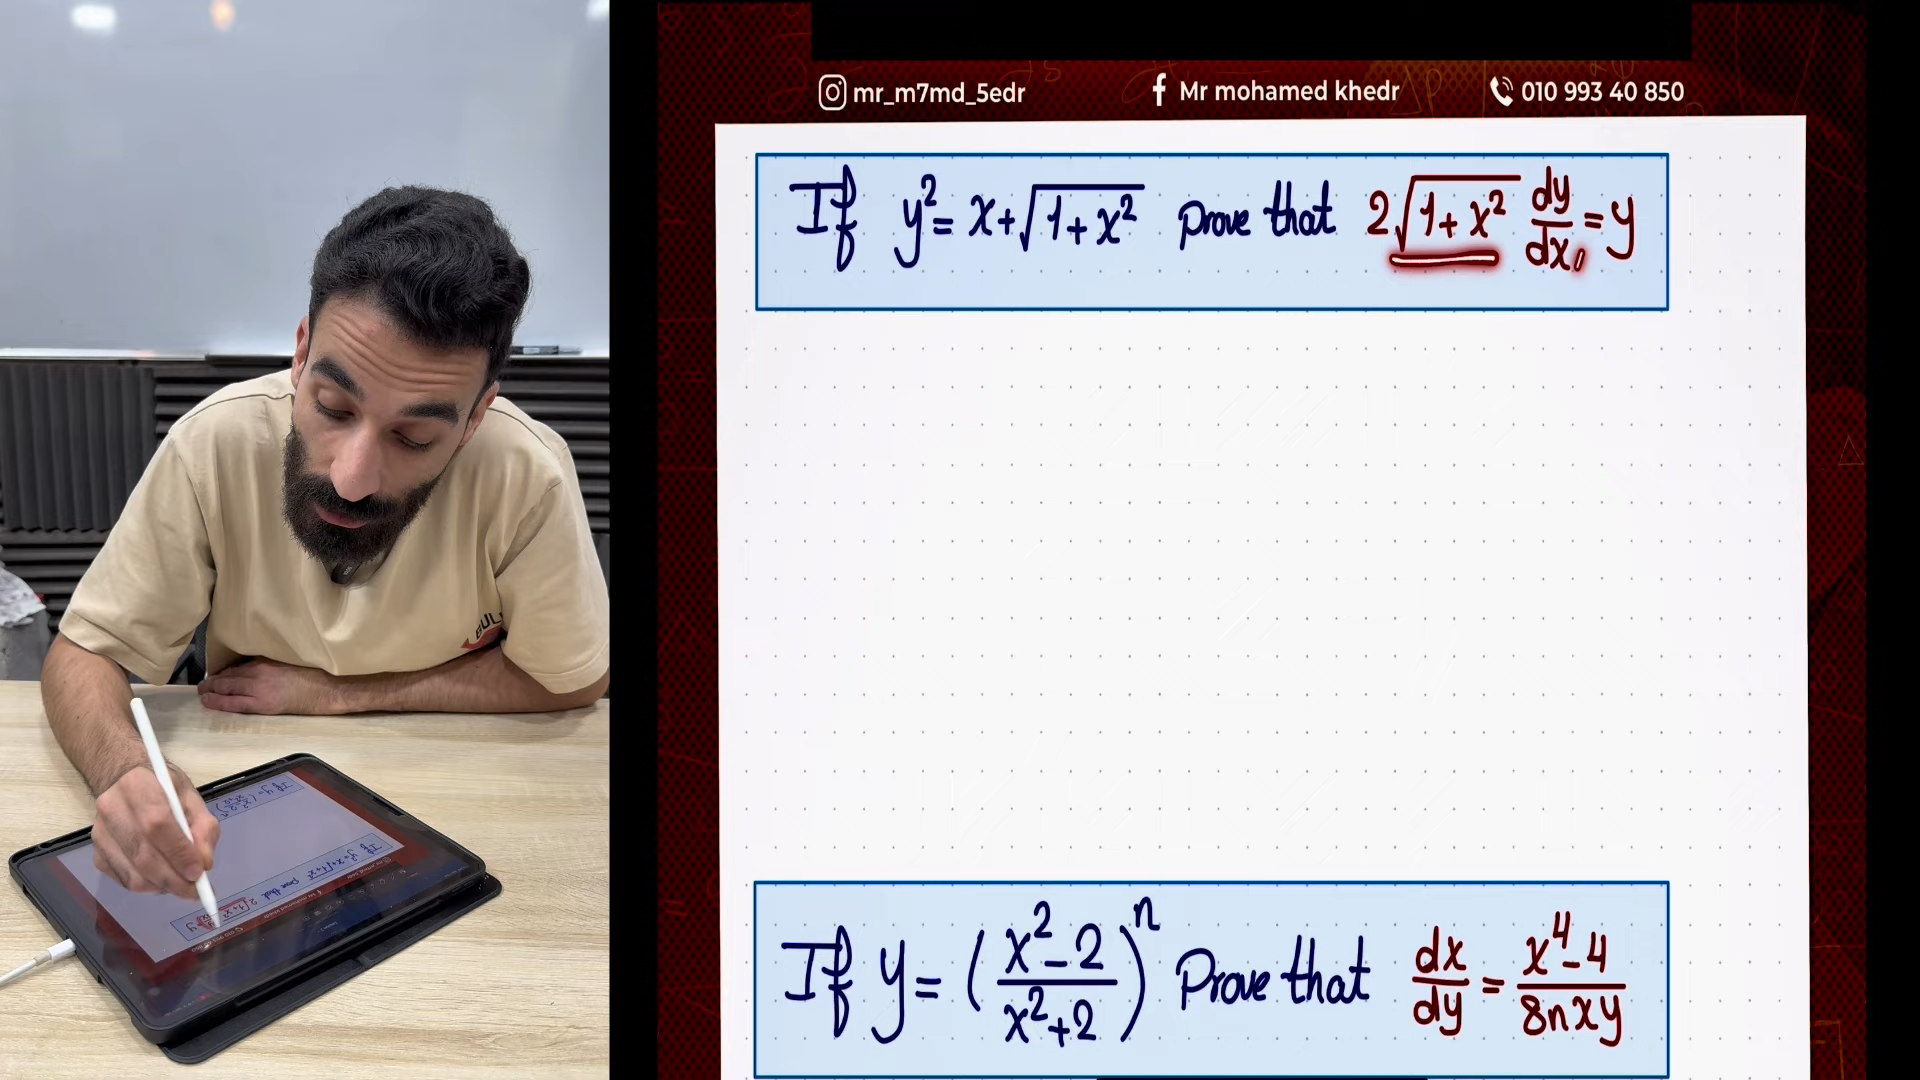 mr_m7md_5edr
Mr mohamed khedr
010 993 40 850
If y² = x+√(1+x²) prove that 2√(1+x²) dy/dx = y
If y = ((x²-2)/(x²+2))ⁿ Prove that dx/dy = (x⁴-4)/(8nxy)